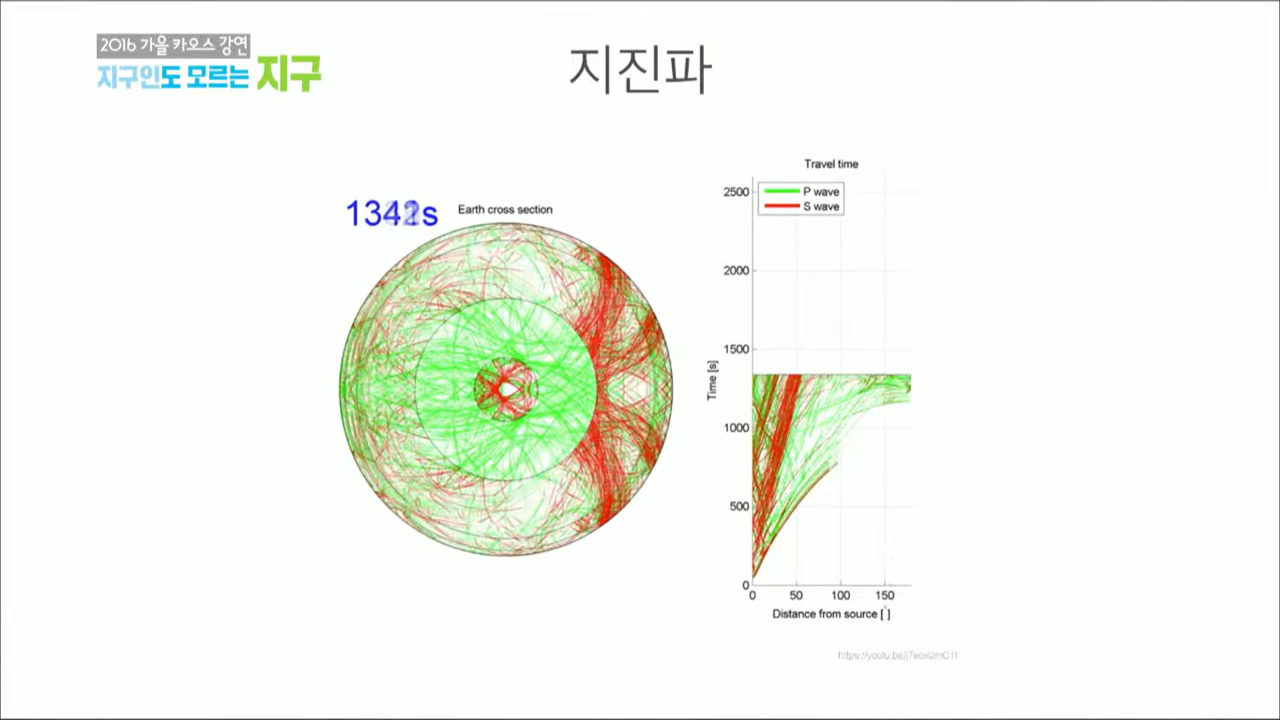 2016 가을 카오스 강연
지구인도 모르는 지구
지진파
Earth cross section
Travel time
P wave
S wave
2500
2000
1500
1000
500
0
Time [s]
0 50 100 150
Distance from source [°]